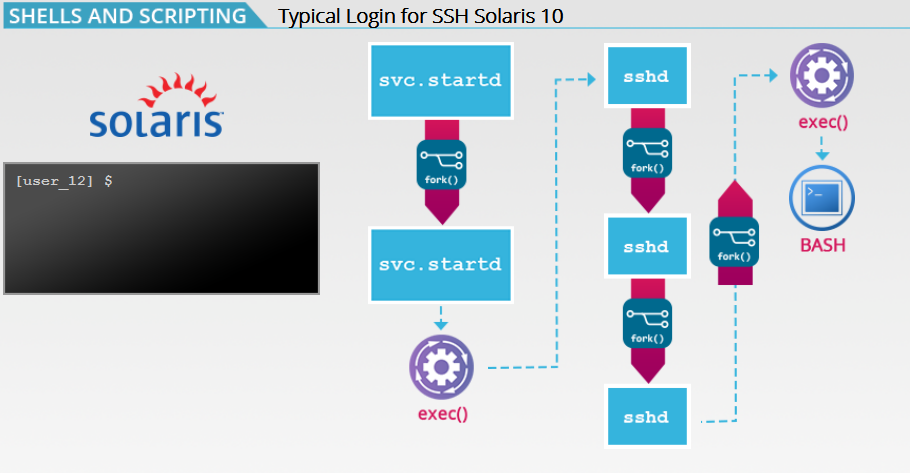 SHELLS AND SCRIPTING
Typical Login for SSH Solaris 10
solaris
[user_12] $
svc.startd
fork()
svc.startd
exec()
sshd
fork()
sshd
fork()
sshd
fork()
exec()
>_
BASH